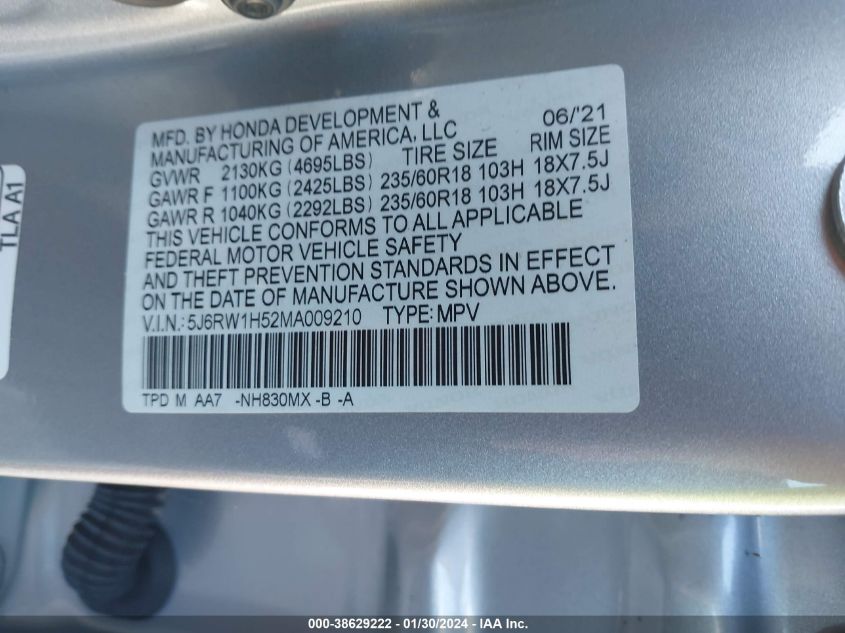 MFD. BY HONDA DEVELOPMENT & 06/'21
MANUFACTURING OF AMERICA, LLC
GVWR 2130KG (4695LBS) TIRE SIZE RIM SIZE
GAWR F 1100KG (2425LBS) 235/60R18 103H 18X7.5J
GAWR R 1040KG (2292LBS) 235/60R18 103H 18X7.5J
THIS VEHICLE CONFORMS TO ALL APPLICABLE
FEDERAL MOTOR VEHICLE SAFETY
AND THEFT PREVENTION STANDARDS IN EFFECT
ON THE DATE OF MANUFACTURE SHOWN ABOVE.
V.I.N.:5J6RW1H52MA009210 TYPE:MPV
TPD M AA7 -NH830MX -B -A
TLA A1
000-38629222 - 01/30/2024 - IAA Inc.